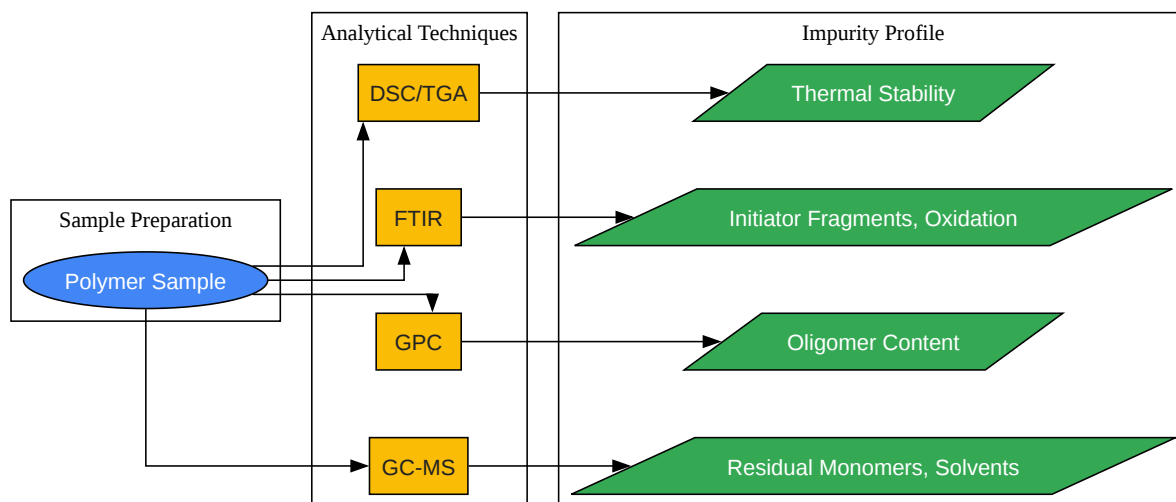 Analytical Techniques
Impurity Profile
DSC/TGA
Thermal Stability
Sample Preparation
FTIR
Initiator Fragments, Oxidation
Polymer Sample
GPC
Oligomer Content
GC-MS
Residual Monomers, Solvents